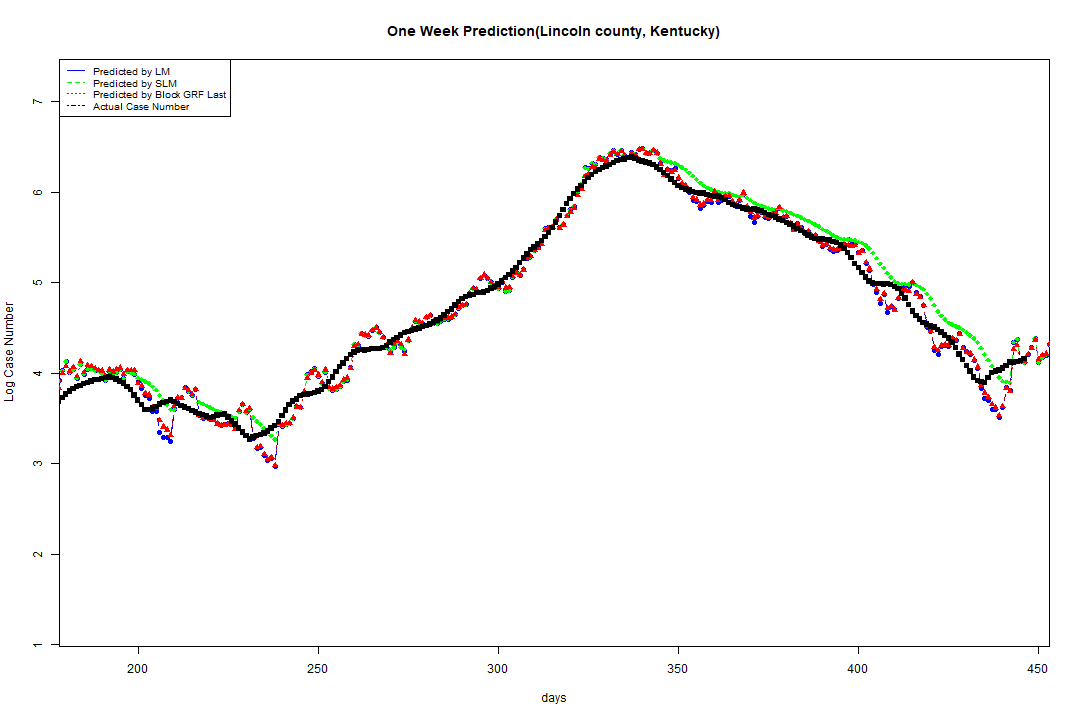 One Week Prediction(Lincoln county, Kentucky)
Predicted by LM
Predicted by SLM
Predicted by Block GRF Last
Actual Case Number
7
6
5
4
3
2
1
Log Case Number
200 250 300 350 400 450
days